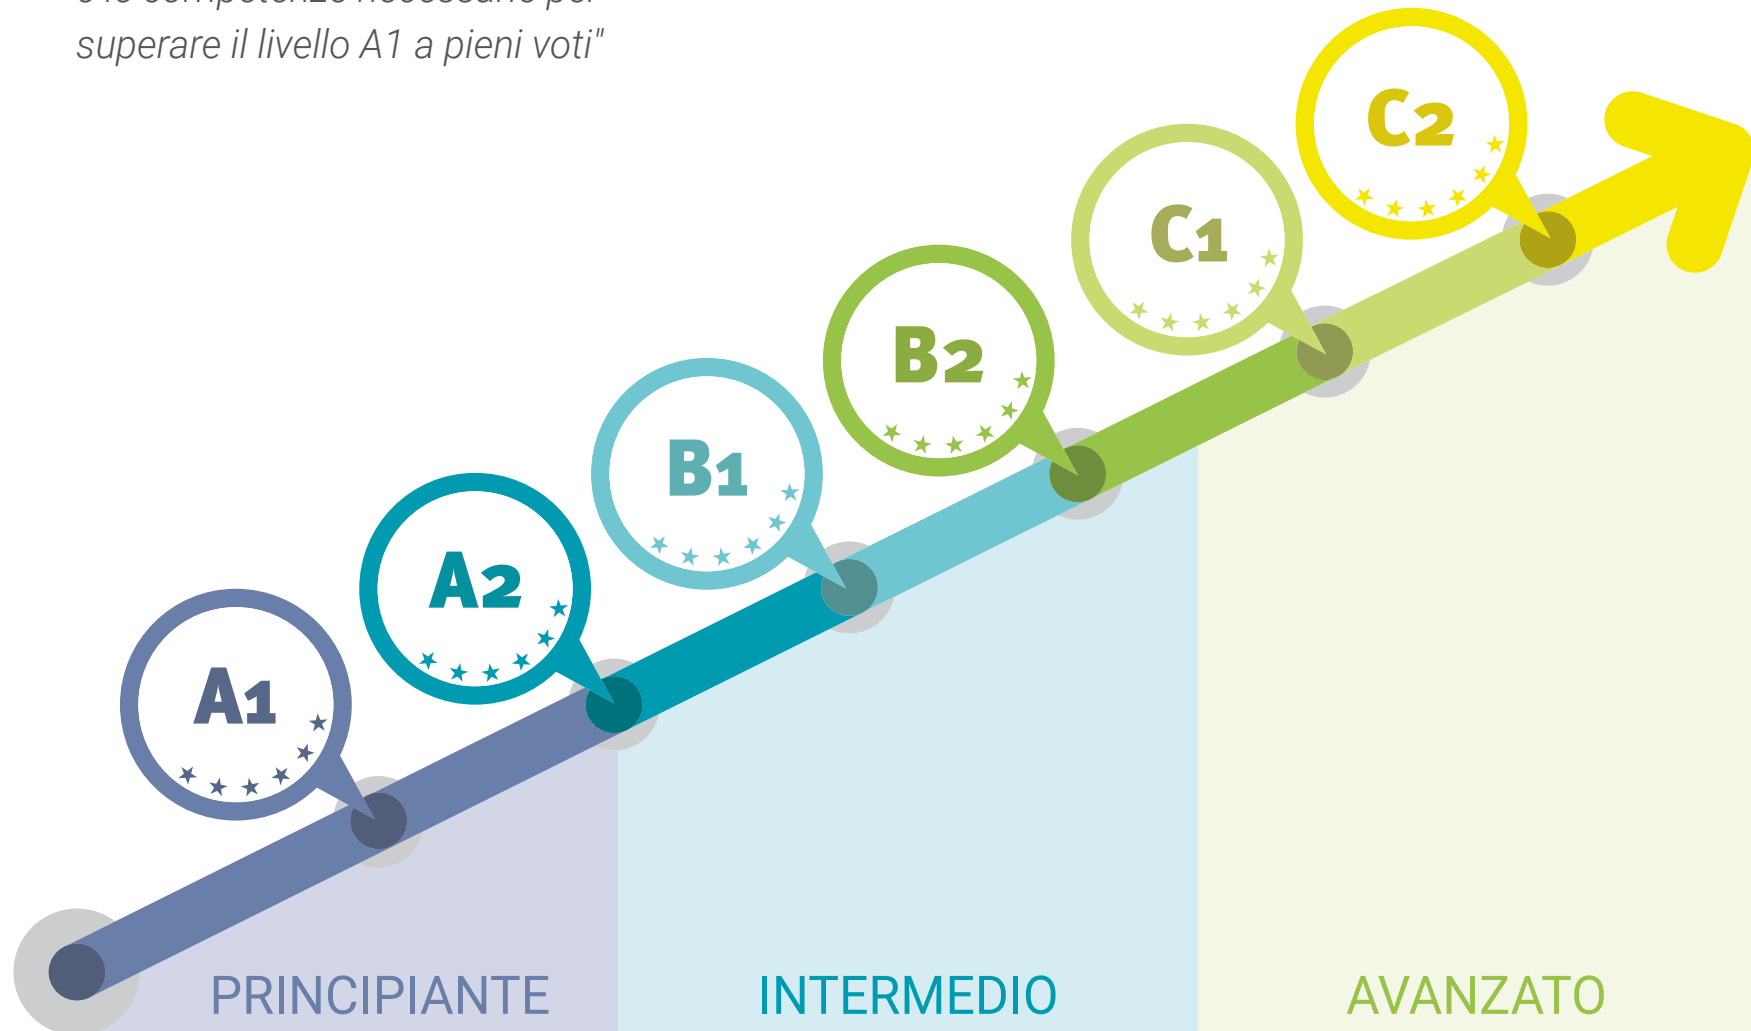 superare il livello A1 a pieni voti"
C2
C1
B2
B1
A2
A1
PRINCIPIANTE INTERMEDIO AVANZATO